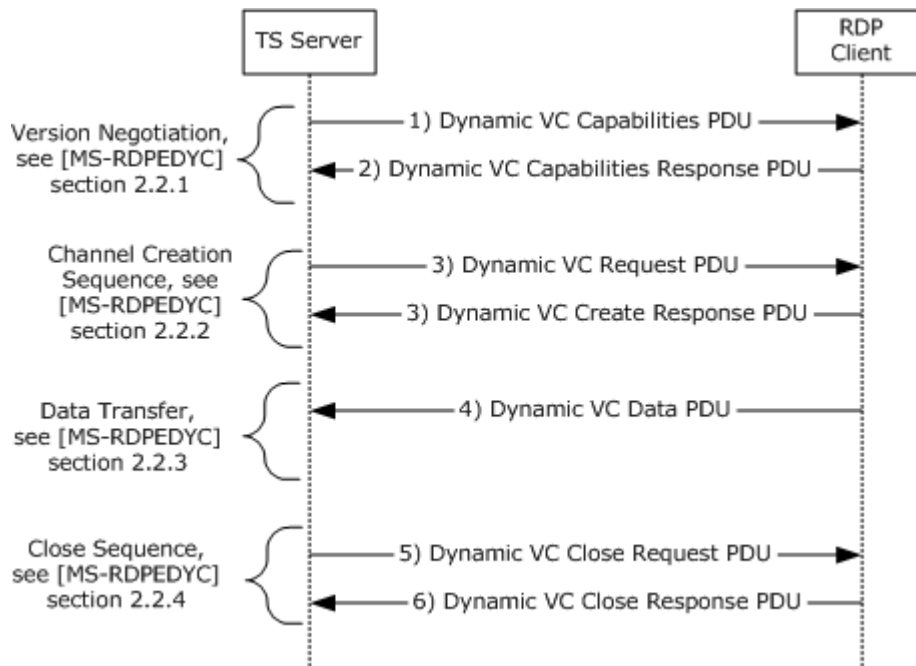 TS Server
RDP
Client
Version Negotiation,
see [MS-RDPEDYC]
section 2.2.1
1) Dynamic VC Capabilities PDU
2) Dynamic VC Capabilities Response PDU
Channel Creation
Sequence, see
[MS-RDPEDYC]
section 2.2.2
3) Dynamic VC Request PDU
3) Dynamic VC Create Response PDU
Data Transfer,
see [MS-RDPEDYC]
section 2.2.3
4) Dynamic VC Data PDU
Close Sequence,
see [MS-RDPEDYC]
section 2.2.4
5) Dynamic VC Close Request PDU
6) Dynamic VC Close Response PDU